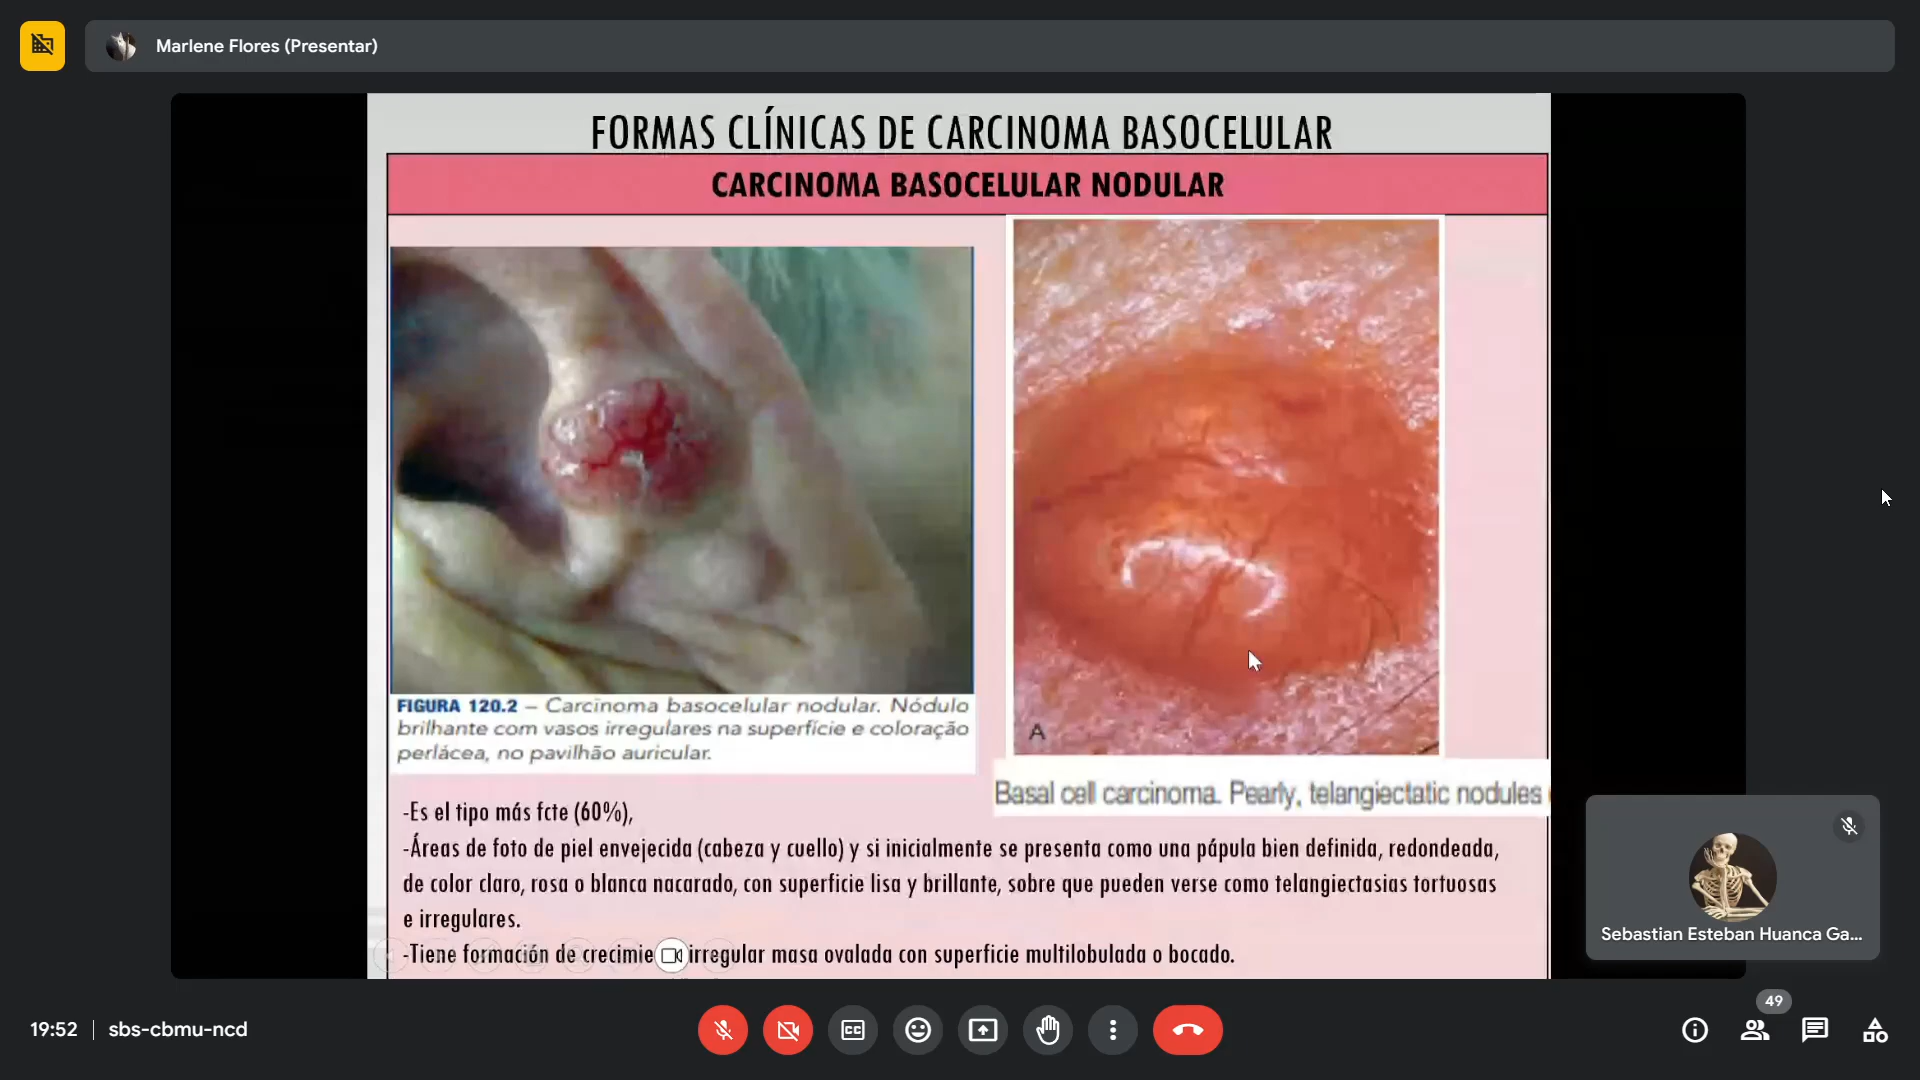 Marlene Flores (Presentar)
FORMAS CLÍNICAS DE CARCINOMA BASOCELULAR
CARCINOMA BASOCELULAR NODULAR
FIGURA 120.2 – Carcinoma basocelular nodular. Nódulo
brilhante com vasos irregulares na superfície e coloração
perlácea, no pavilhão auricular.
A
Basal cell carcinoma. Pearly, telangiectatic nodules
-Es el tipo más fcte (60%),
-Áreas de foto de piel envejecida (cabeza y cuello) y si inicialmente se presenta como una pápula bien definida, redondeada,
de color claro, rosa o blanca nacarado, con superficie lisa y brillante, sobre que pueden verse como telangiectasias tortuosas
e irregulares.
-Tiene formación de crecimie irregular masa ovalada con superficie multilobulada o bocado.
Sebastian Esteban Huanca Ga...
19:52 | sbs-cbmu-ncd
49